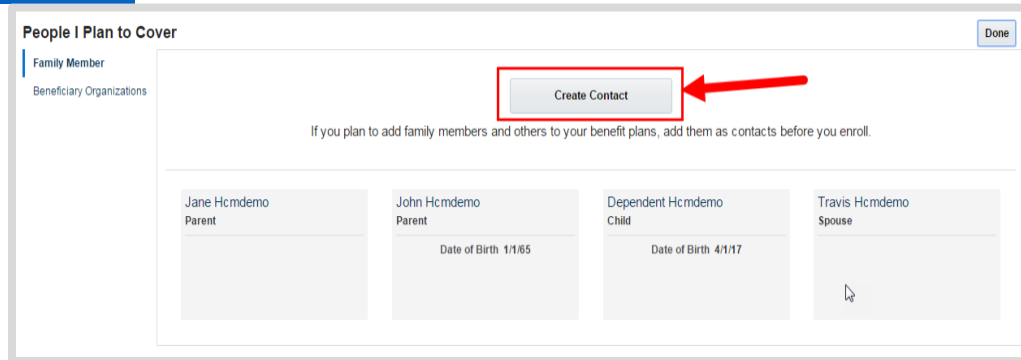 People I Plan to Cover
Done
Family Member
Beneficiary Organizations
Create Contact
If you plan to add family members and others to your benefit plans, add them as contacts before you enroll.
Jane Hcmdemo
Parent
John Hcmdemo
Parent
Date of Birth 1/1/65
Dependent Hcmdemo
Child
Date of Birth 4/1/17
Travis Hcmdemo
Spouse